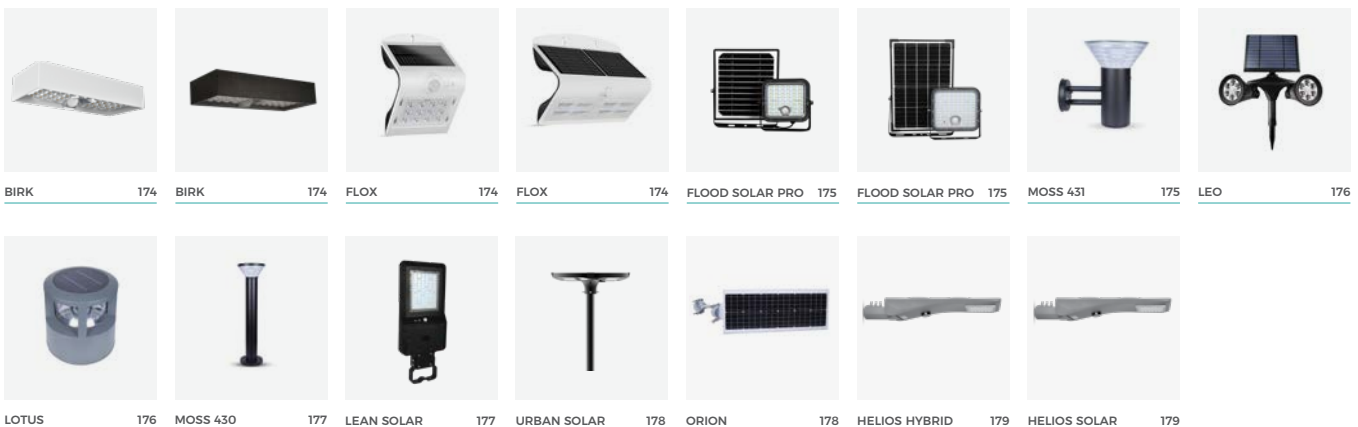 BIRK 174
BIRK 174
FLOX 174
FLOX 174
FLOOD SOLAR PRO 175
FLOOD SOLAR PRO 175
MOSS 431 175
LEO 176
LOTUS 176
MOSS 430 177
LEAN SOLAR 177
URBAN SOLAR 178
ORION 178
HELIOS HYBRID 179
HELIOS SOLAR 179